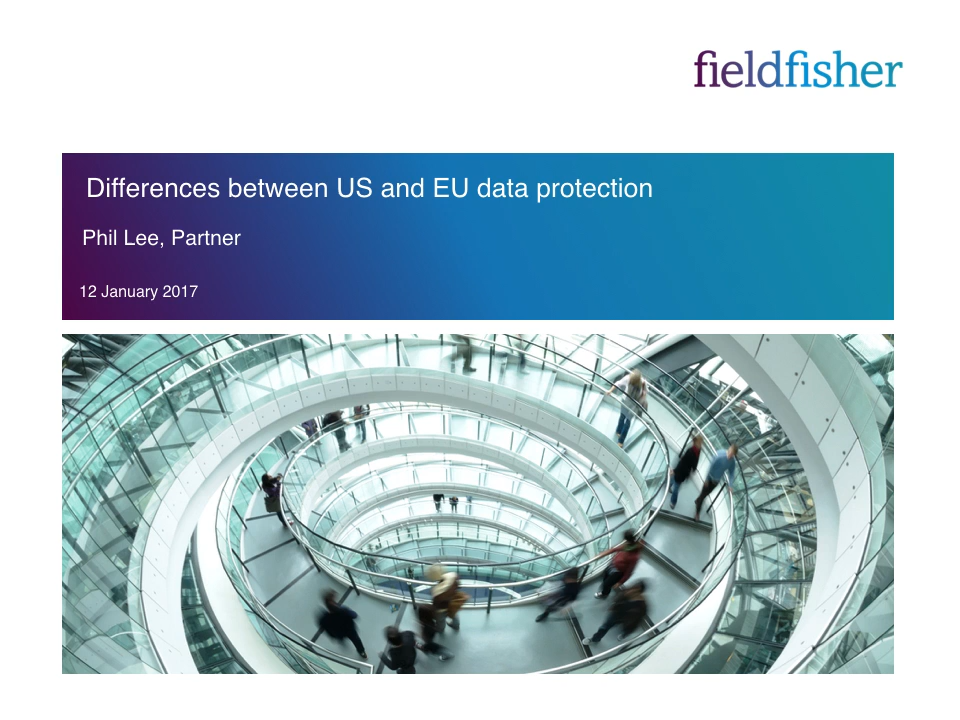 fieldfisher
Differences between US and EU data protection
Phil Lee, Partner
12 January 2017